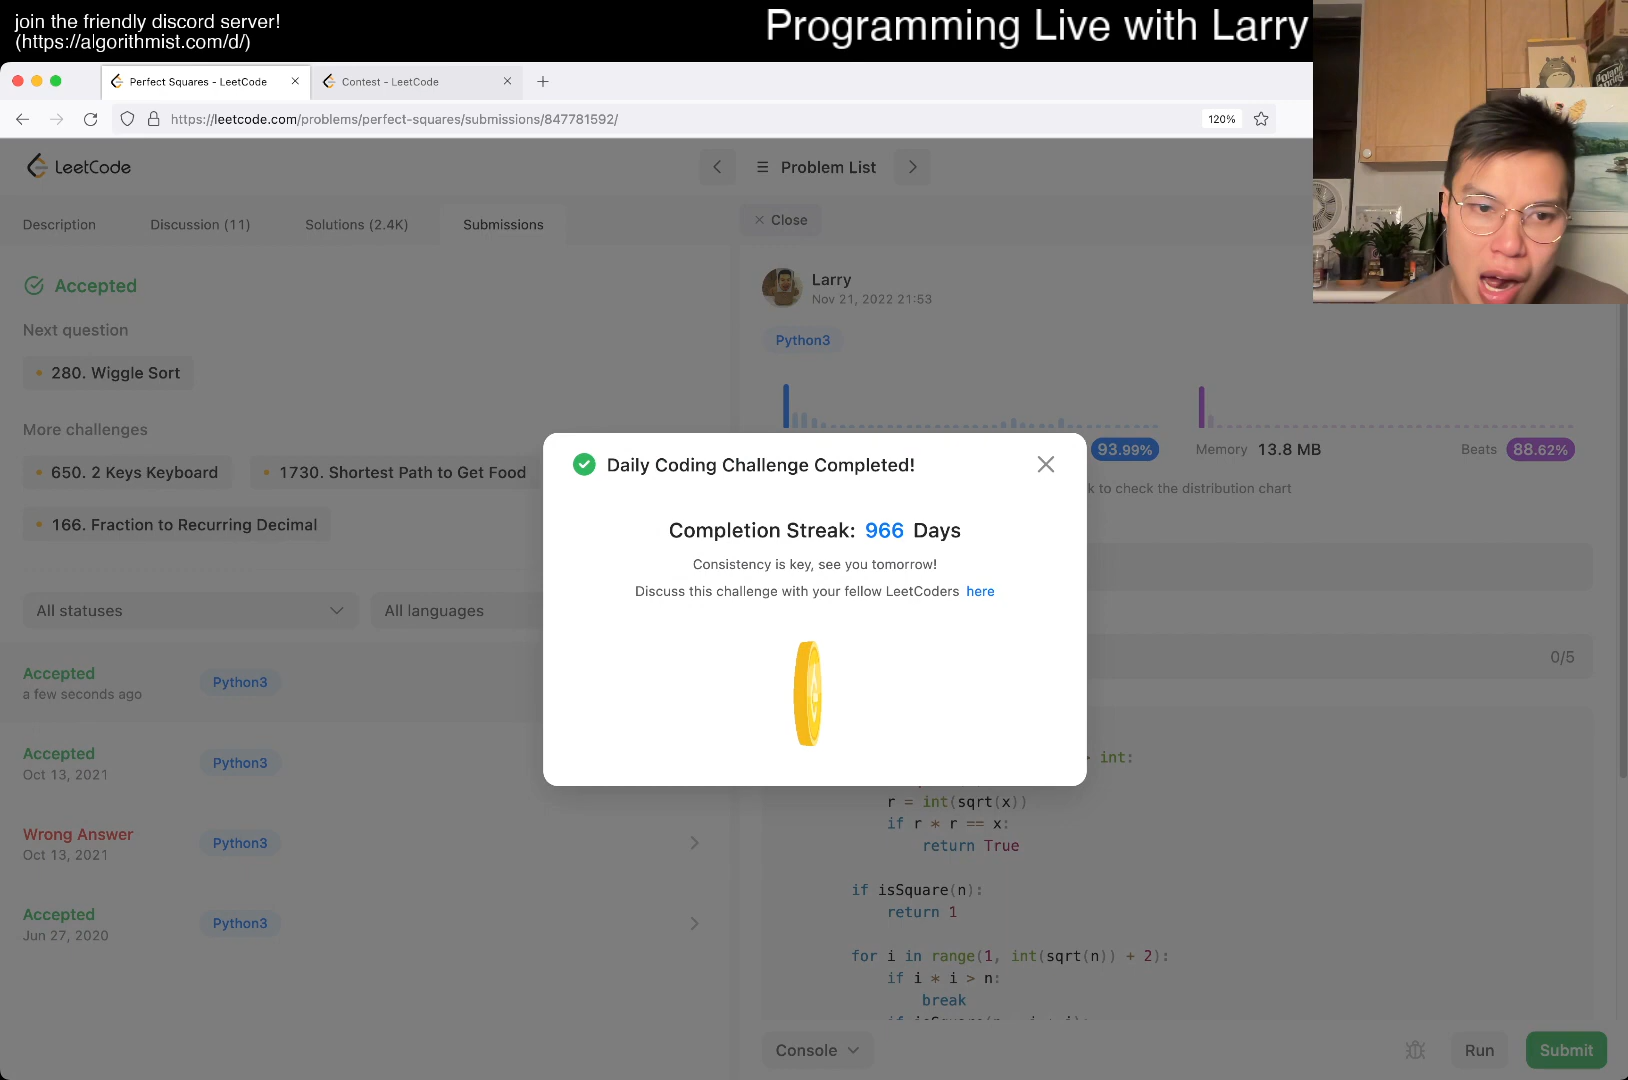 join the friendly discord server!
(https://algorithmist.com/d/)
Programming Live with Larry
Perfect Squares - LeetCode
Contest - LeetCode
https://leetcode.com/problems/perfect-squares/submissions/847781592/
120%
LeetCode
Problem List
Description
Discussion (11)
Solutions (2.4K)
Submissions
Close
Accepted
Larry
Nov 21, 2022 21:53
Next question
Python3
280. Wiggle Sort
More challenges
93.99%
Memory 13.8 MB
Beats 88.62%
650. 2 Keys Keyboard
1730. Shortest Path to Get Food
to check the distribution chart
166. Fraction to Recurring Decimal
Daily Coding Challenge Completed!
Completion Streak: 966 Days
Consistency is key, see you tomorrow!
Discuss this challenge with your fellow LeetCoders here
All statuses
All languages
0/5
Accepted
a few seconds ago
Python3
Accepted
Oct 13, 2021
Python3
Wrong Answer
Oct 13, 2021
Python3
Accepted
Jun 27, 2020
Python3
int:
r = int(sqrt(x))
if r * r == x:
return True
if isSquare(n):
return 1
for i in range(1, int(sqrt(n)) + 2):
if i * i > n:
break
Console
Run
Submit